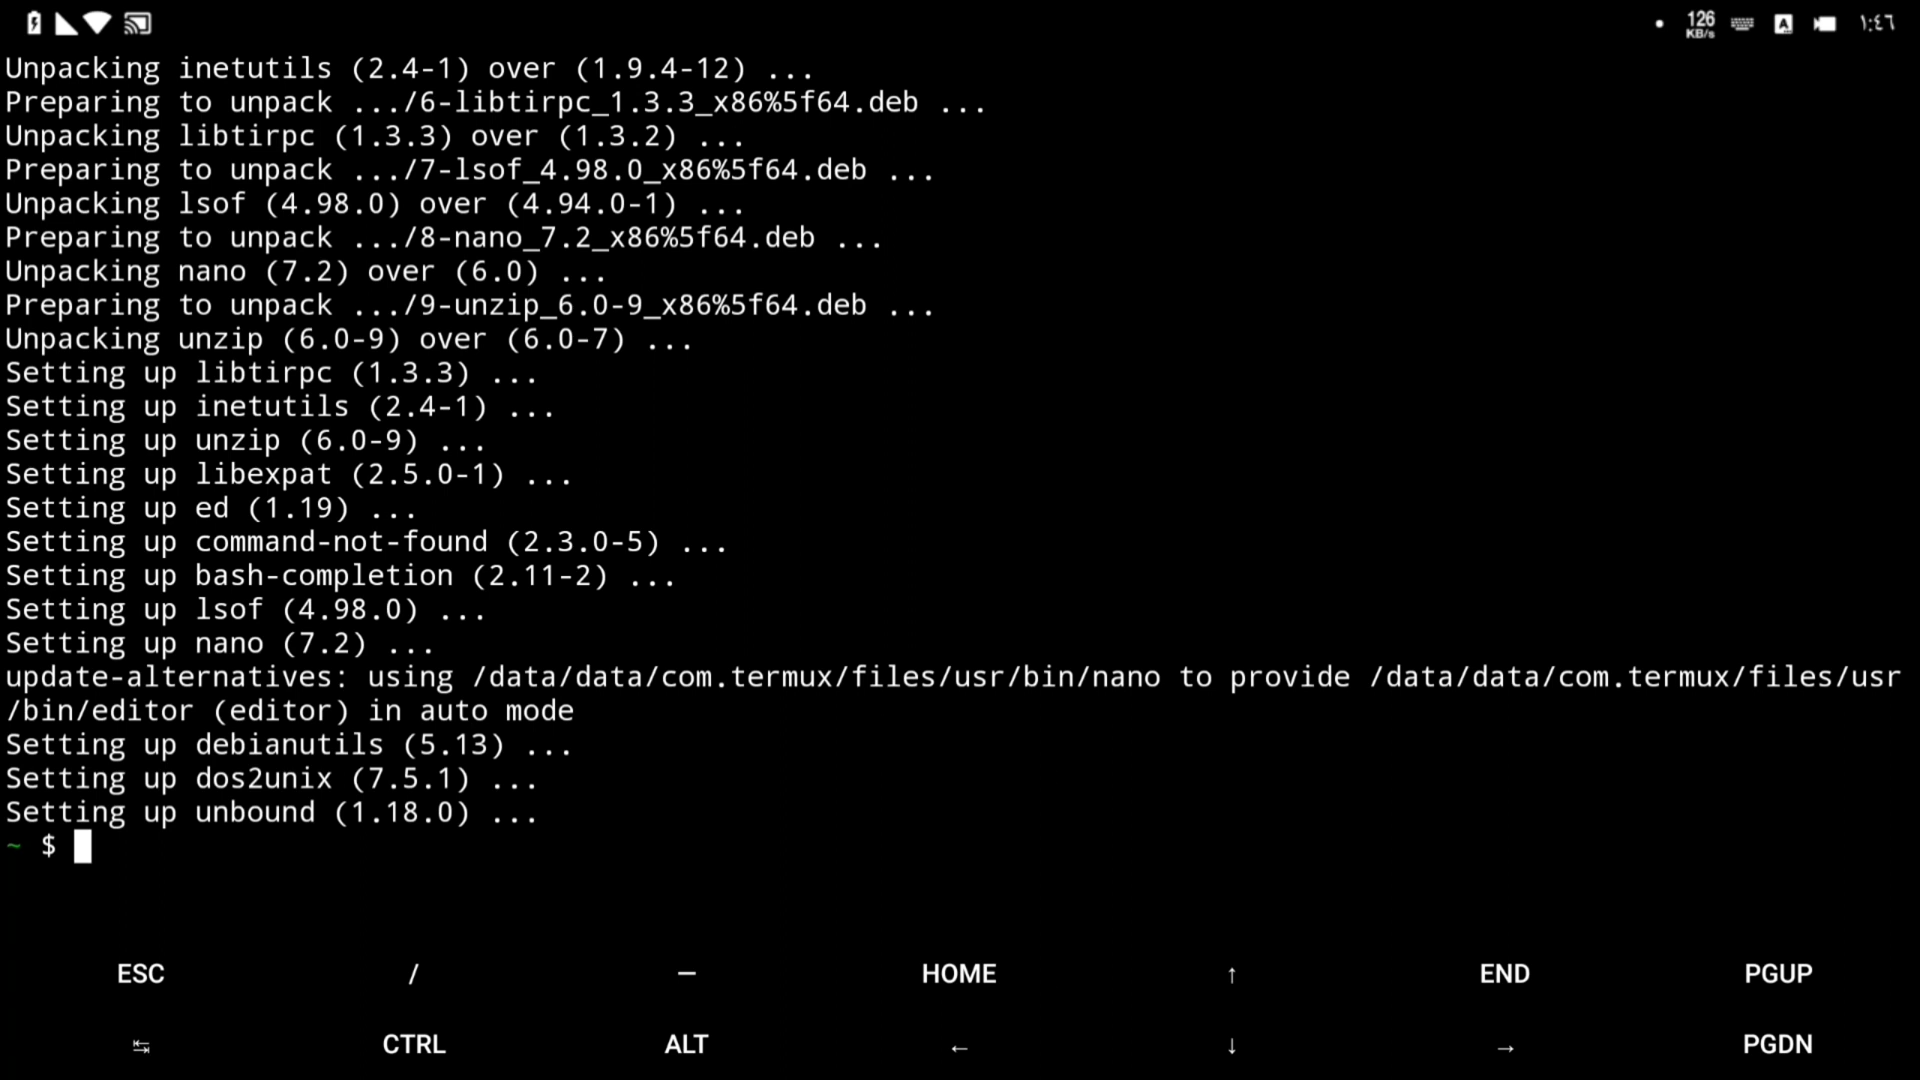 126
KB/s
A
١:٤٦
Unpacking inetutils (2.4-1) over (1.9.4-12) ...
Preparing to unpack .../6-libtirpc_1.3.3_x86%5f64.deb ...
Unpacking libtirpc (1.3.3) over (1.3.2) ...
Preparing to unpack .../7-lsof_4.98.0_x86%5f64.deb ...
Unpacking lsof (4.98.0) over (4.94.0-1) ...
Preparing to unpack .../8-nano_7.2_x86%5f64.deb ...
Unpacking nano (7.2) over (6.0) ...
Preparing to unpack .../9-unzip_6.0-9_x86%5f64.deb ...
Unpacking unzip (6.0-9) over (6.0-7) ...
Setting up libtirpc (1.3.3) ...
Setting up inetutils (2.4-1) ...
Setting up unzip (6.0-9) ...
Setting up libexpat (2.5.0-1) ...
Setting up ed (1.19) ...
Setting up command-not-found (2.3.0-5) ...
Setting up bash-completion (2.11-2) ...
Setting up lsof (4.98.0) ...
Setting up nano (7.2) ...
update-alternatives: using /data/data/com.termux/files/usr/bin/nano to provide /data/data/com.termux/files/usr
/bin/editor (editor) in auto mode
Setting up debianutils (5.13) ...
Setting up dos2unix (7.5.1) ...
Setting up unbound (1.18.0) ...
~ $
ESC / — HOME ↑ END PGUP
↹ CTRL ALT ← ↓ → PGDN